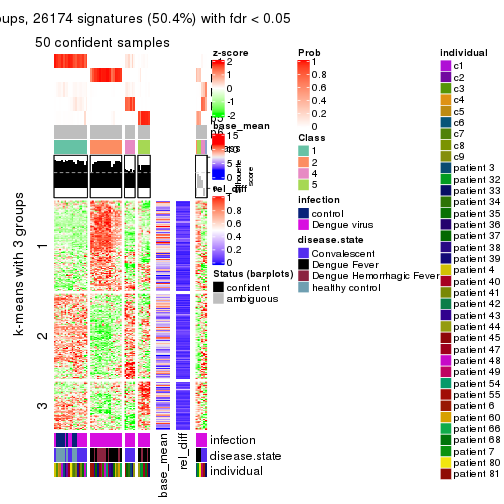 oups, 26174 signatures (50.4%) with fdr < 0.05
50 confident samples
k-means with 3 groups
1
2
3
infection
disease.state
individual
base_mean
rel_diff
z-score
2
1
0
-1
-2
base_mean
15
10
5
0
rel_diff
1
0.8
0.6
0.4
0.2
0
Status (barplots)
confident
ambiguous
silhouette
score
Prob
1
0.8
0.6
0.4
0.2
0
Class
1
2
4
5
infection
control
Dengue virus
disease.state
Convalescent
Dengue Fever
Dengue Hemorrhagic Fever
healthy control
individual
c1
c2
c3
c4
c5
c6
c7
c8
c9
patient 3
patient 32
patient 33
patient 34
patient 35
patient 36
patient 37
patient 38
patient 39
patient 4
patient 40
patient 41
patient 42
patient 43
patient 44
patient 45
patient 47
patient 48
patient 49
patient 54
patient 55
patient 6
patient 60
patient 66
patient 68
patient 7
patient 80
patient 81